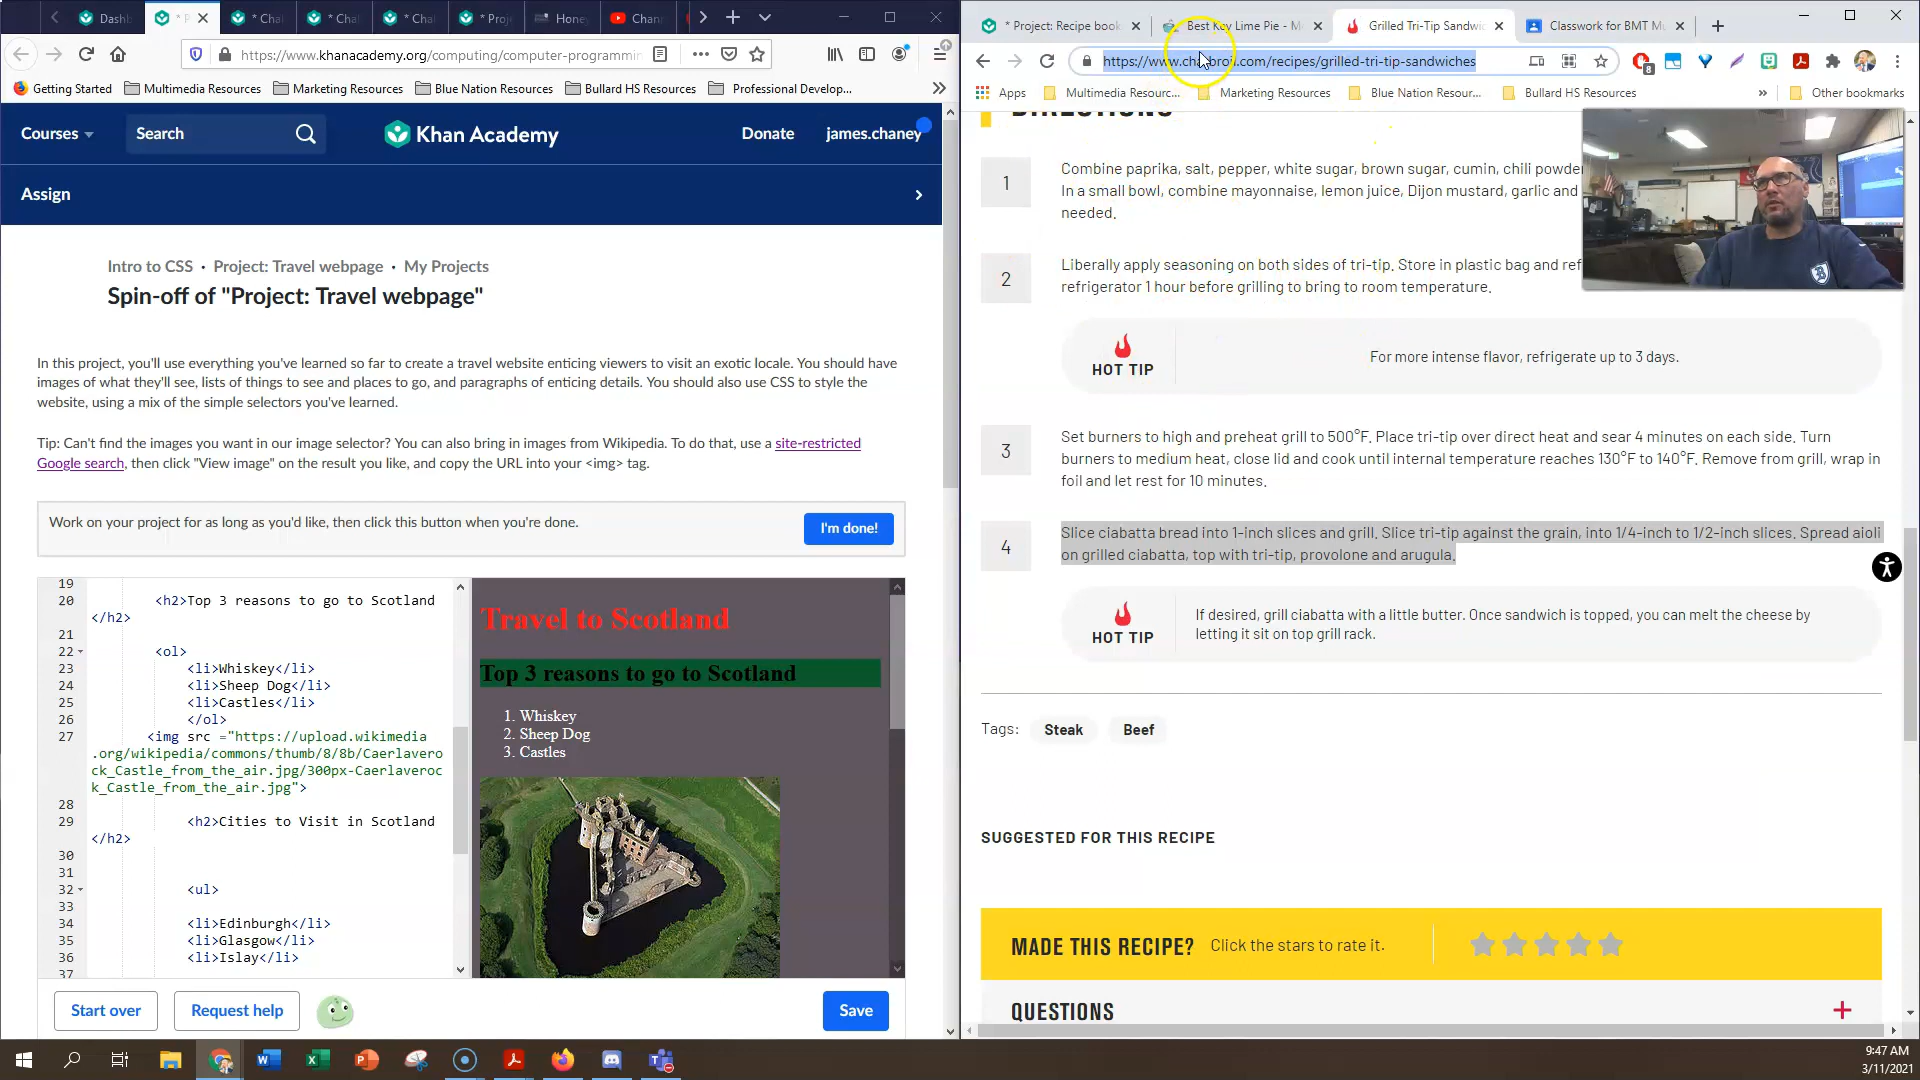 Dashb
* P
* Chal
* Chal
* Chal
* Proj
Honey
Chann
https://www.khanacademy.org/computing/computer-programmin
Getting Started
Multimedia Resources
Marketing Resources
Blue Nation Resources
Bullard HS Resources
Professional Develop...
Courses
Search
Khan Academy
Donate
james.chaney
Assign
Intro to CSS • Project: Travel webpage • My Projects
Spin-off of "Project: Travel webpage"
In this project, you'll use everything you've learned so far to create a travel website enticing viewers to visit an exotic locale. You should have
images of what they'll see, lists of things to see and places to go, and paragraphs of enticing details. You should also use CSS to style the
website, using a mix of the simple selectors you've learned.
Tip: Can't find the images you want in our image selector? You can also bring in images from Wikipedia. To do that, use a site-restricted
Google search, then click "View image" on the result you like, and copy the URL into your <img> tag.
Work on your project for as long as you'd like, then click this button when you're done.
I'm done!
19
20 <h2>Top 3 reasons to go to Scotland
</h2>
21
22 <ol>
23 <li>Whiskey</li>
24 <li>Sheep Dog</li>
25 <li>Castles</li>
26 </ol>
27 <img src ="https://upload.wikimedia
.org/wikipedia/commons/thumb/8/8b/Caerlavero
ck_Castle_from_the_air.jpg/300px-Caerlaveroc
k_Castle_from_the_air.jpg">
28
29 <h2>Cities to Visit in Scotland
</h2>
30
31
32 <ul>
33
34 <li>Edinburgh</li>
35 <li>Glasgow</li>
36 <li>Islay</li>
37
Travel to Scotland
Top 3 reasons to go to Scotland
1. Whiskey
2. Sheep Dog
3. Castles
Start over
Request help
Save
* Project: Recipe book
Best Key Lime Pie - M
Grilled Tri-Tip Sandwi
Classwork for BMT Mu
https://www.charbroil.com/recipes/grilled-tri-tip-sandwiches
8
Apps
Multimedia Resourc...
Marketing Resources
Blue Nation Resour...
Bullard HS Resources
Other bookmarks
DIRECTIONS
1
Combine paprika, salt, pepper, white sugar, brown sugar, cumin, chili powder
In a small bowl, combine mayonnaise, lemon juice, Dijon mustard, garlic and
needed.
2
Liberally apply seasoning on both sides of tri-tip. Store in plastic bag and ref
refrigerator 1 hour before grilling to bring to room temperature.
HOT TIP
For more intense flavor, refrigerate up to 3 days.
3
Set burners to high and preheat grill to 500°F. Place tri-tip over direct heat and sear 4 minutes on each side. Turn
burners to medium heat, close lid and cook until internal temperature reaches 130°F to 140°F. Remove from grill, wrap in
foil and let rest for 10 minutes.
4
Slice ciabatta bread into 1-inch slices and grill. Slice tri-tip against the grain, into 1/4-inch to 1/2-inch slices. Spread aioli
on grilled ciabatta, top with tri-tip, provolone and arugula.
HOT TIP
If desired, grill ciabatta with a little butter. Once sandwich is topped, you can melt the cheese by
letting it sit on top grill rack.
Tags: Steak Beef
SUGGESTED FOR THIS RECIPE
MADE THIS RECIPE? Click the stars to rate it.
QUESTIONS
9:47 AM
3/11/2021